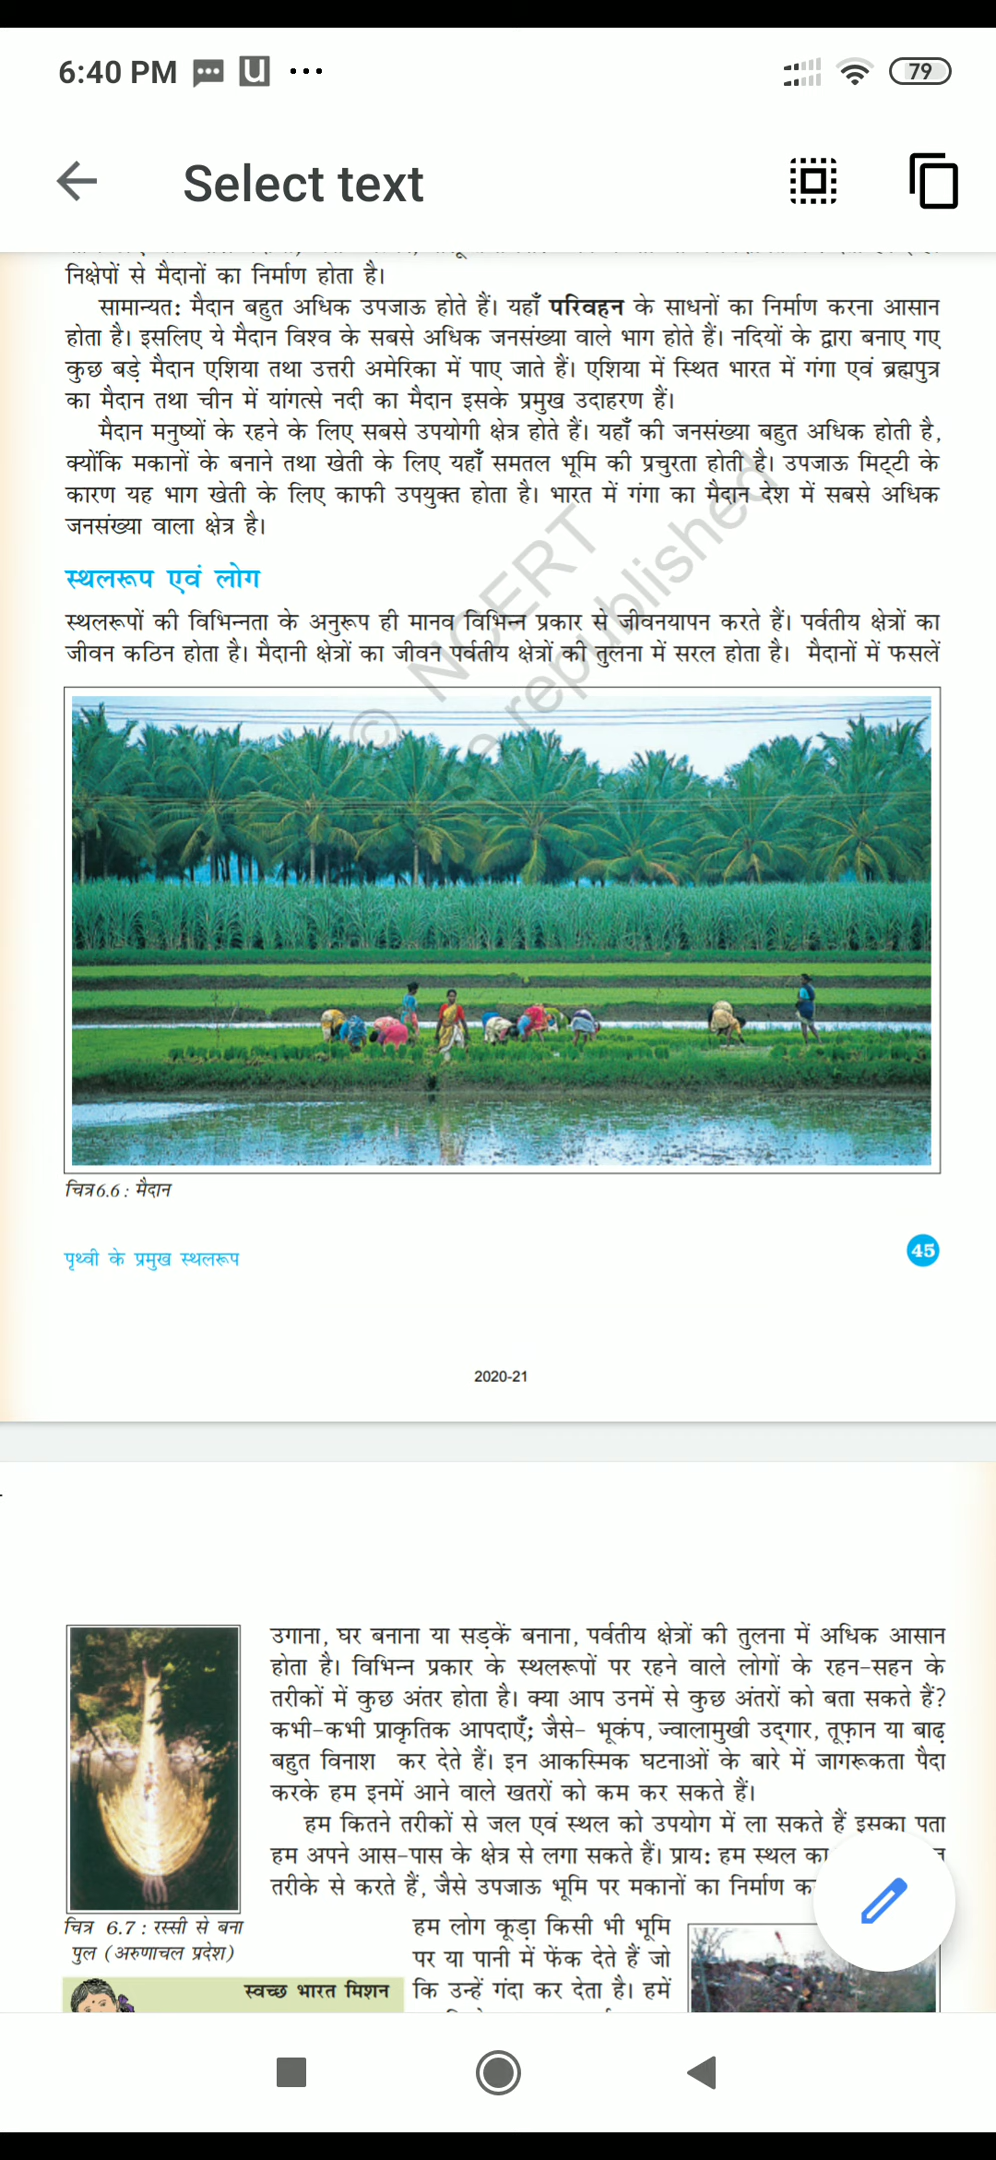 6:40 PM
79
Select text
निक्षेपों से मैदानों का निर्माण होता है।
सामान्यत: मैदान बहुत अधिक उपजाऊ होते हैं। यहाँ परिवहन के साधनों का निर्माण करना आसान
होता है। इसलिए ये मैदान विश्व के सबसे अधिक जनसंख्या वाले भाग होते हैं। नदियों के द्वारा बनाए गए
कुछ बड़े मैदान एशिया तथा उत्तरी अमेरिका में पाए जाते हैं। एशिया में स्थित भारत में गंगा एवं ब्रह्मपुत्र
का मैदान तथा चीन में यांगत्से नदी का मैदान इसके प्रमुख उदाहरण हैं।
मैदान मनुष्यों के रहने के लिए सबसे उपयोगी क्षेत्र होते हैं। यहाँ की जनसंख्या बहुत अधिक होती है,
क्योंकि मकानों के बनाने तथा खेती के लिए यहाँ समतल भूमि की प्रचुरता होती है। उपजाऊ मिट्टी के
कारण यह भाग खेती के लिए काफी उपयुक्त होता है। भारत में गंगा का मैदान देश में सबसे अधिक
जनसंख्या वाला क्षेत्र है।
स्थलरूप एवं लोग
स्थलरूपों की विभिन्नता के अनुरूप ही मानव विभिन्न प्रकार से जीवनयापन करते हैं। पर्वतीय क्षेत्रों का
जीवन कठिन होता है। मैदानी क्षेत्रों का जीवन पर्वतीय क्षेत्रों की तुलना में सरल होता है। मैदानों में फसलें
© NCERT
republished
चित्र6.6 : मैदान
पृथ्वी के प्रमुख स्थलरूप
45
2020-21
उगाना, घर बनाना या सड़कें बनाना, पर्वतीय क्षेत्रों की तुलना में अधिक आसान
होता है। विभिन्न प्रकार के स्थलरूपों पर रहने वाले लोगों के रहन-सहन के
तरीकों में कुछ अंतर होता है। क्या आप उनमें से कुछ अंतरों को बता सकते हैं?
कभी-कभी प्राकृतिक आपदाएँ; जैसे- भूकंप, ज्वालामुखी उद्गार, तूफ़ान या बाढ़
बहुत विनाश कर देते हैं। इन आकस्मिक घटनाओं के बारे में जागरूकता पैदा
करके हम इनमें आने वाले खतरों को कम कर सकते हैं।
हम कितने तरीकों से जल एवं स्थल को उपयोग में ला सकते हैं इसका पता
हम अपने आस-पास के क्षेत्र से लगा सकते हैं। प्राय: हम स्थल का
तरीके से करते हैं, जैसे उपजाऊ भूमि पर मकानों का निर्माण
चित्र 6.7 : रस्सी से बना
पुल (अरुणाचल प्रदेश)
स्वच्छ भारत मिशन
हम लोग कूड़ा किसी भी भूमि
पर या पानी में फेंक देते हैं जो
कि उन्हें गंदा कर देता है। हमें